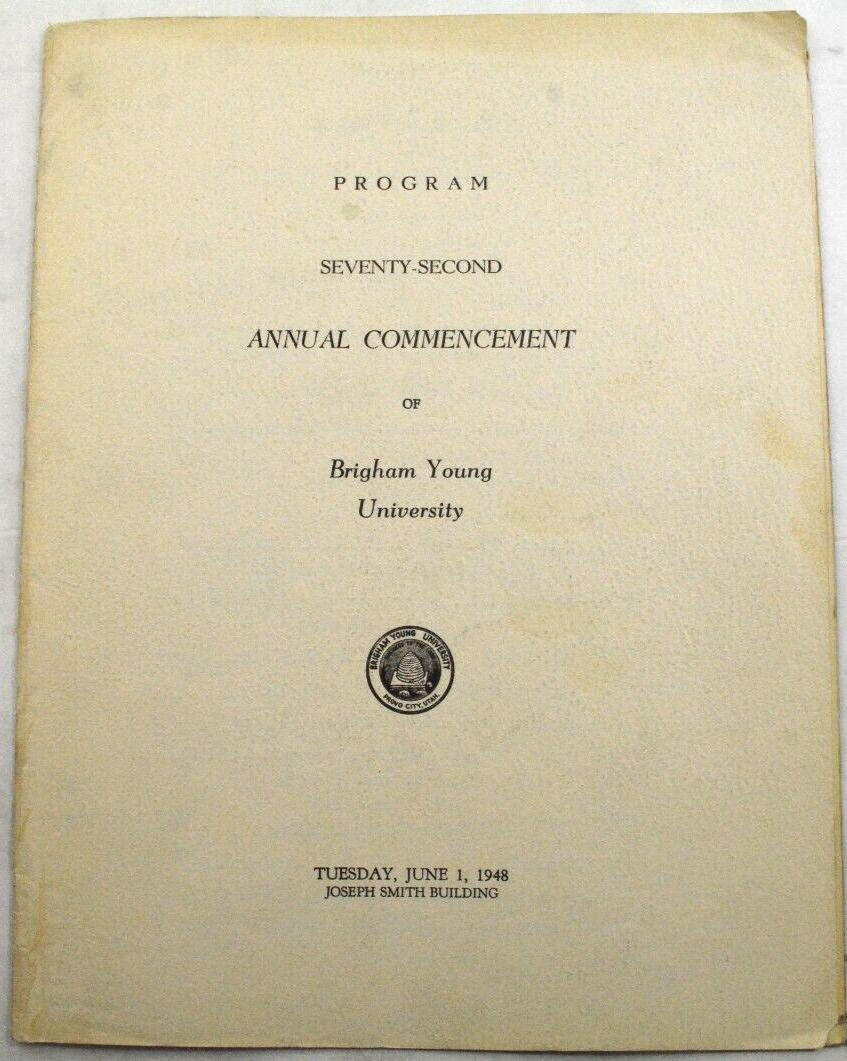 PROGRAM
SEVENTY-SECOND
ANNUAL COMMENCEMENT
OF
Brigham Young
University
BRIGHAM YOUNG UNIVERSITY
PROVO CITY, UTAH.
TUESDAY, JUNE 1, 1948
JOSEPH SMITH BUILDING